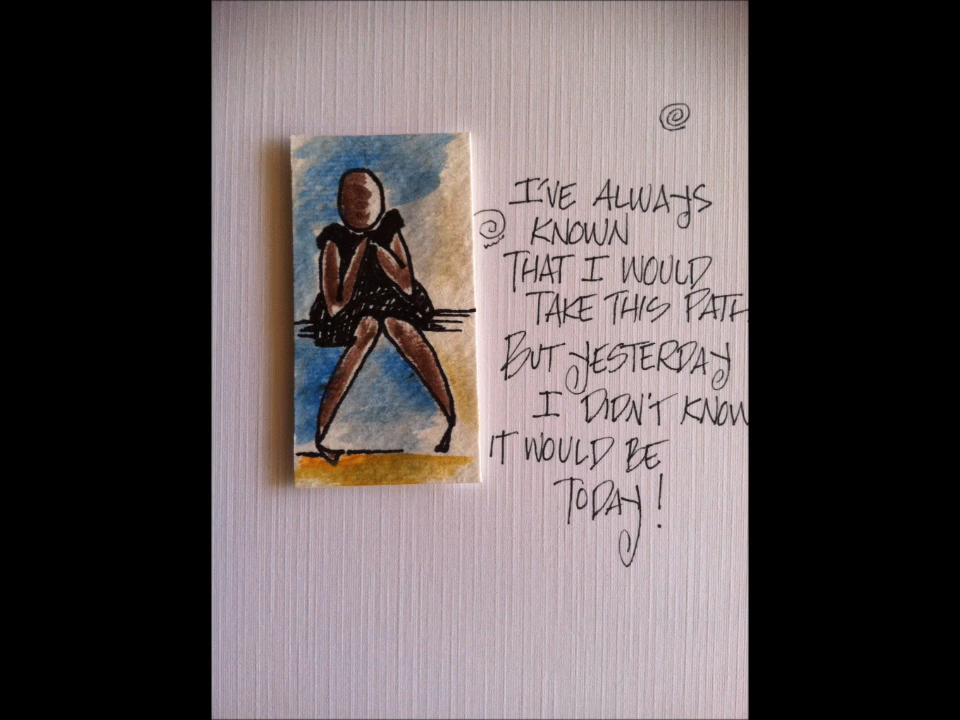 I'VE ALWAYS
KNOWN
THAT I WOULD
TAKE THIS PATH
BUT YESTERDAY
I DIDN'T KNOW
IT WOULD BE
TODAY!